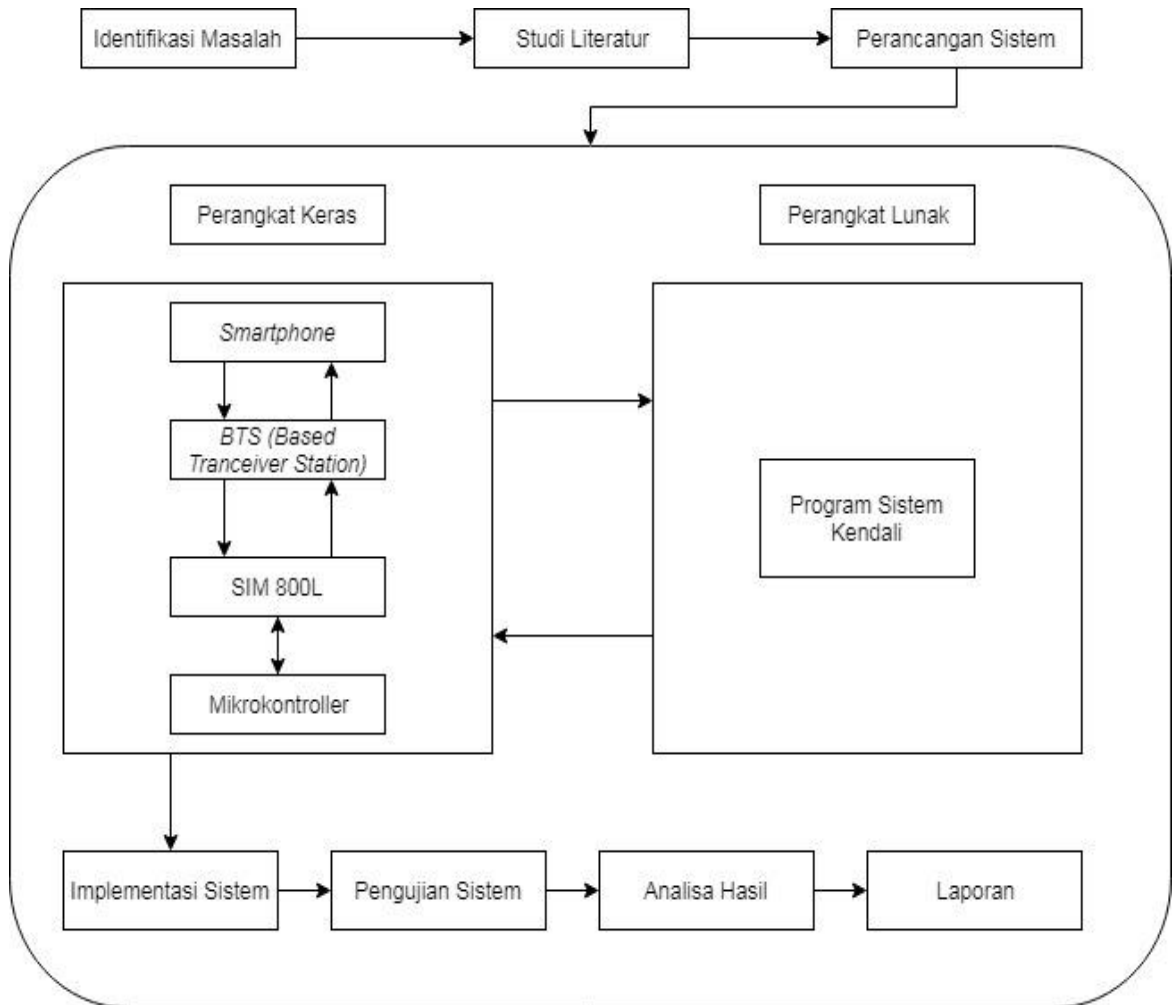 Identifikasi Masalah
Studi Literatur
Perancangan Sistem
Perangkat Keras
Perangkat Lunak
Smartphone
BTS (Based
Tranceiver Station)
SIM 800L
Mikrokontroller
Program Sistem
Kendali
Implementasi Sistem
Pengujian Sistem
Analisa Hasil
Laporan